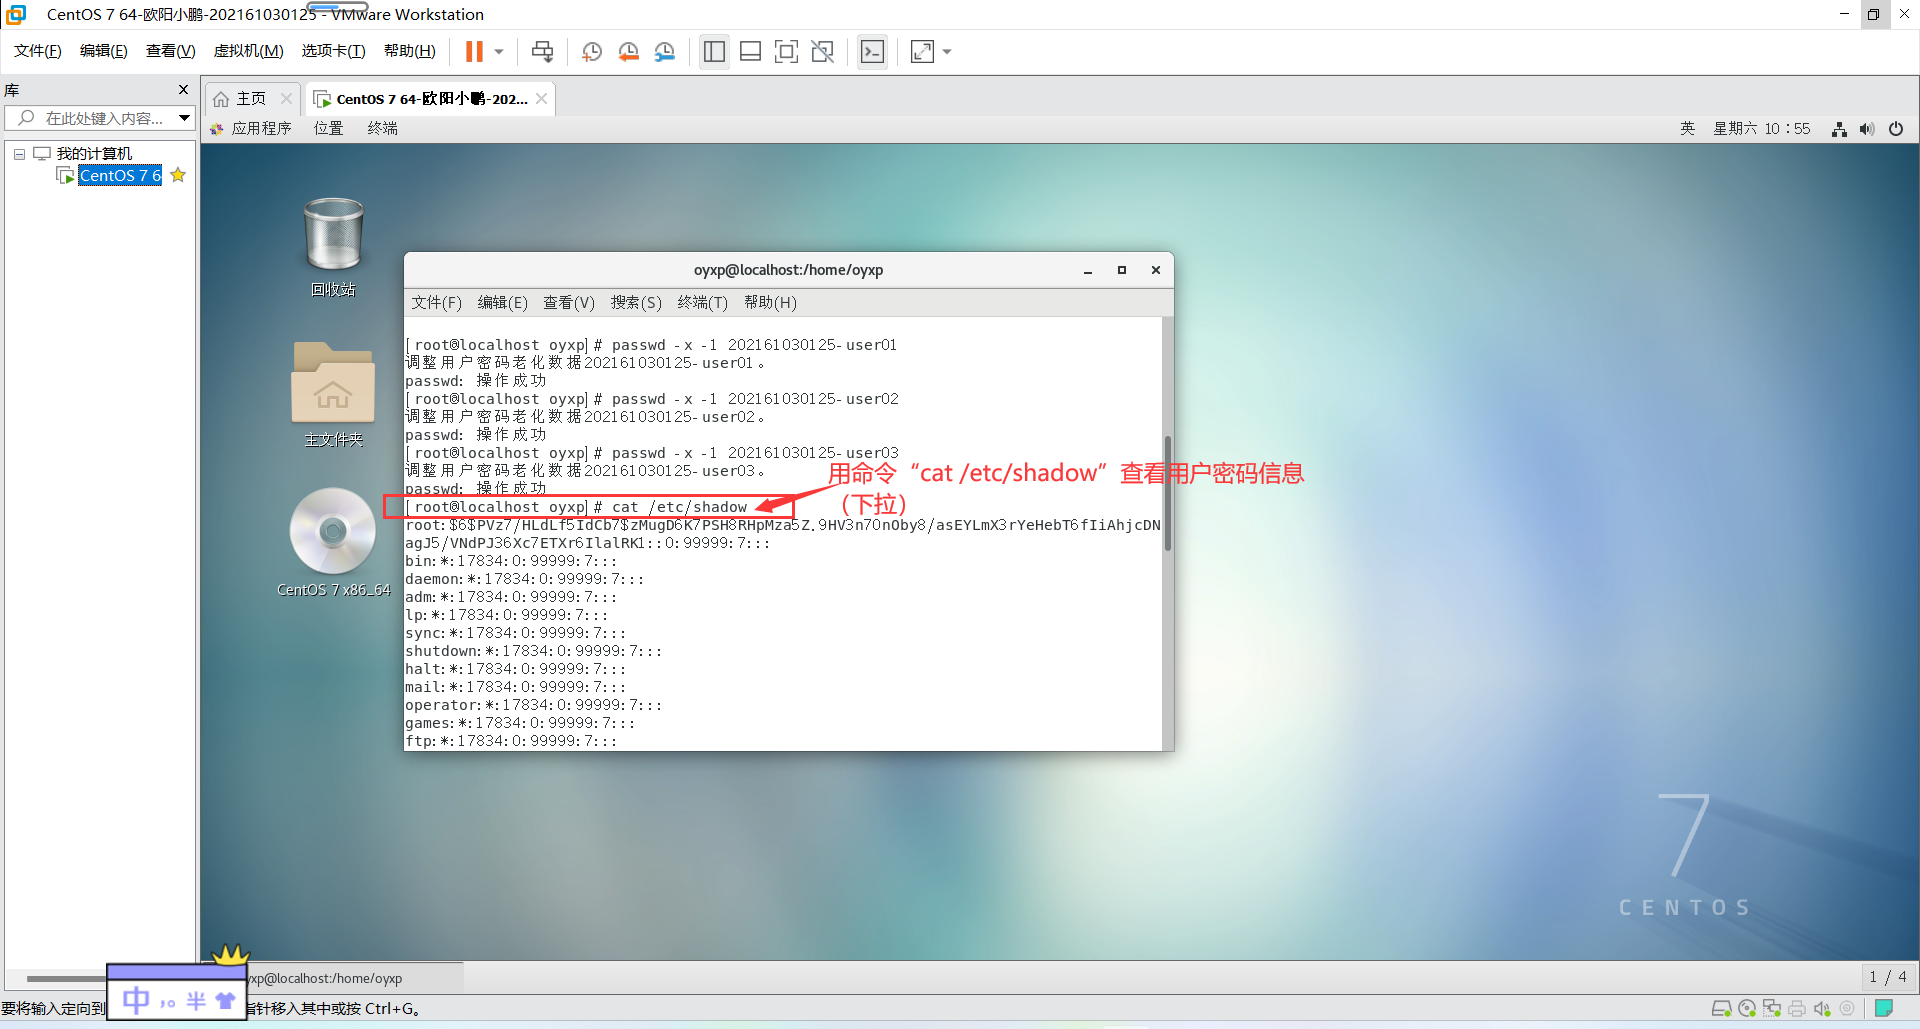 CentOS 7 64-欧阳小鹏-202161030125 - VMware Workstation
文件(F) 编辑(E) 查看(V) 虚拟机(M) 选项卡(T) 帮助(H)
库
主页
CentOS 7 64-欧阳小鹏-202...
在此处键入内容...
应用程序 位置 终端
英 星期六 10：55
我的计算机
CentOS 7 6
回收站
主文件夹
CentOS 7 x86_64
oyxp@localhost:/home/oyxp
文件(F) 编辑(E) 查看(V) 搜索(S) 终端(T) 帮助(H)
[root@localhost oyxp]# passwd -x -1 202161030125-user01
调整用户密码老化数据202161030125-user01。
passwd: 操作成功
[root@localhost oyxp]# passwd -x -1 202161030125-user02
调整用户密码老化数据202161030125-user02。
passwd: 操作成功
[root@localhost oyxp]# passwd -x -1 202161030125-user03
调整用户密码老化数据202161030125-user03。
passwd: 操作成功
用命令“cat /etc/shadow”查看用户密码信息
（下拉）
[root@localhost oyxp]# cat /etc/shadow
root:$6$PVz7/HLdLf5IdCb7$zMugD6K7PSH8RHpMza5Z.9HV3n70nOby8/asEYLmX3rYeHebT6fIiAhjcDN
agJ5/VNdPJ36Xc7ETXr6IlalRK1::0:99999:7:::
bin:*:17834:0:99999:7:::
daemon:*:17834:0:99999:7:::
adm:*:17834:0:99999:7:::
lp:*:17834:0:99999:7:::
sync:*:17834:0:99999:7:::
shutdown:*:17834:0:99999:7:::
halt:*:17834:0:99999:7:::
mail:*:17834:0:99999:7:::
operator:*:17834:0:99999:7:::
games:*:17834:0:99999:7:::
ftp:*:17834:0:99999:7:::
7
CENTOS
yxp@localhost:/home/oyxp
1 / 4
中 ，。 半
要将输入定向到
指针移入其中或按 Ctrl+G。